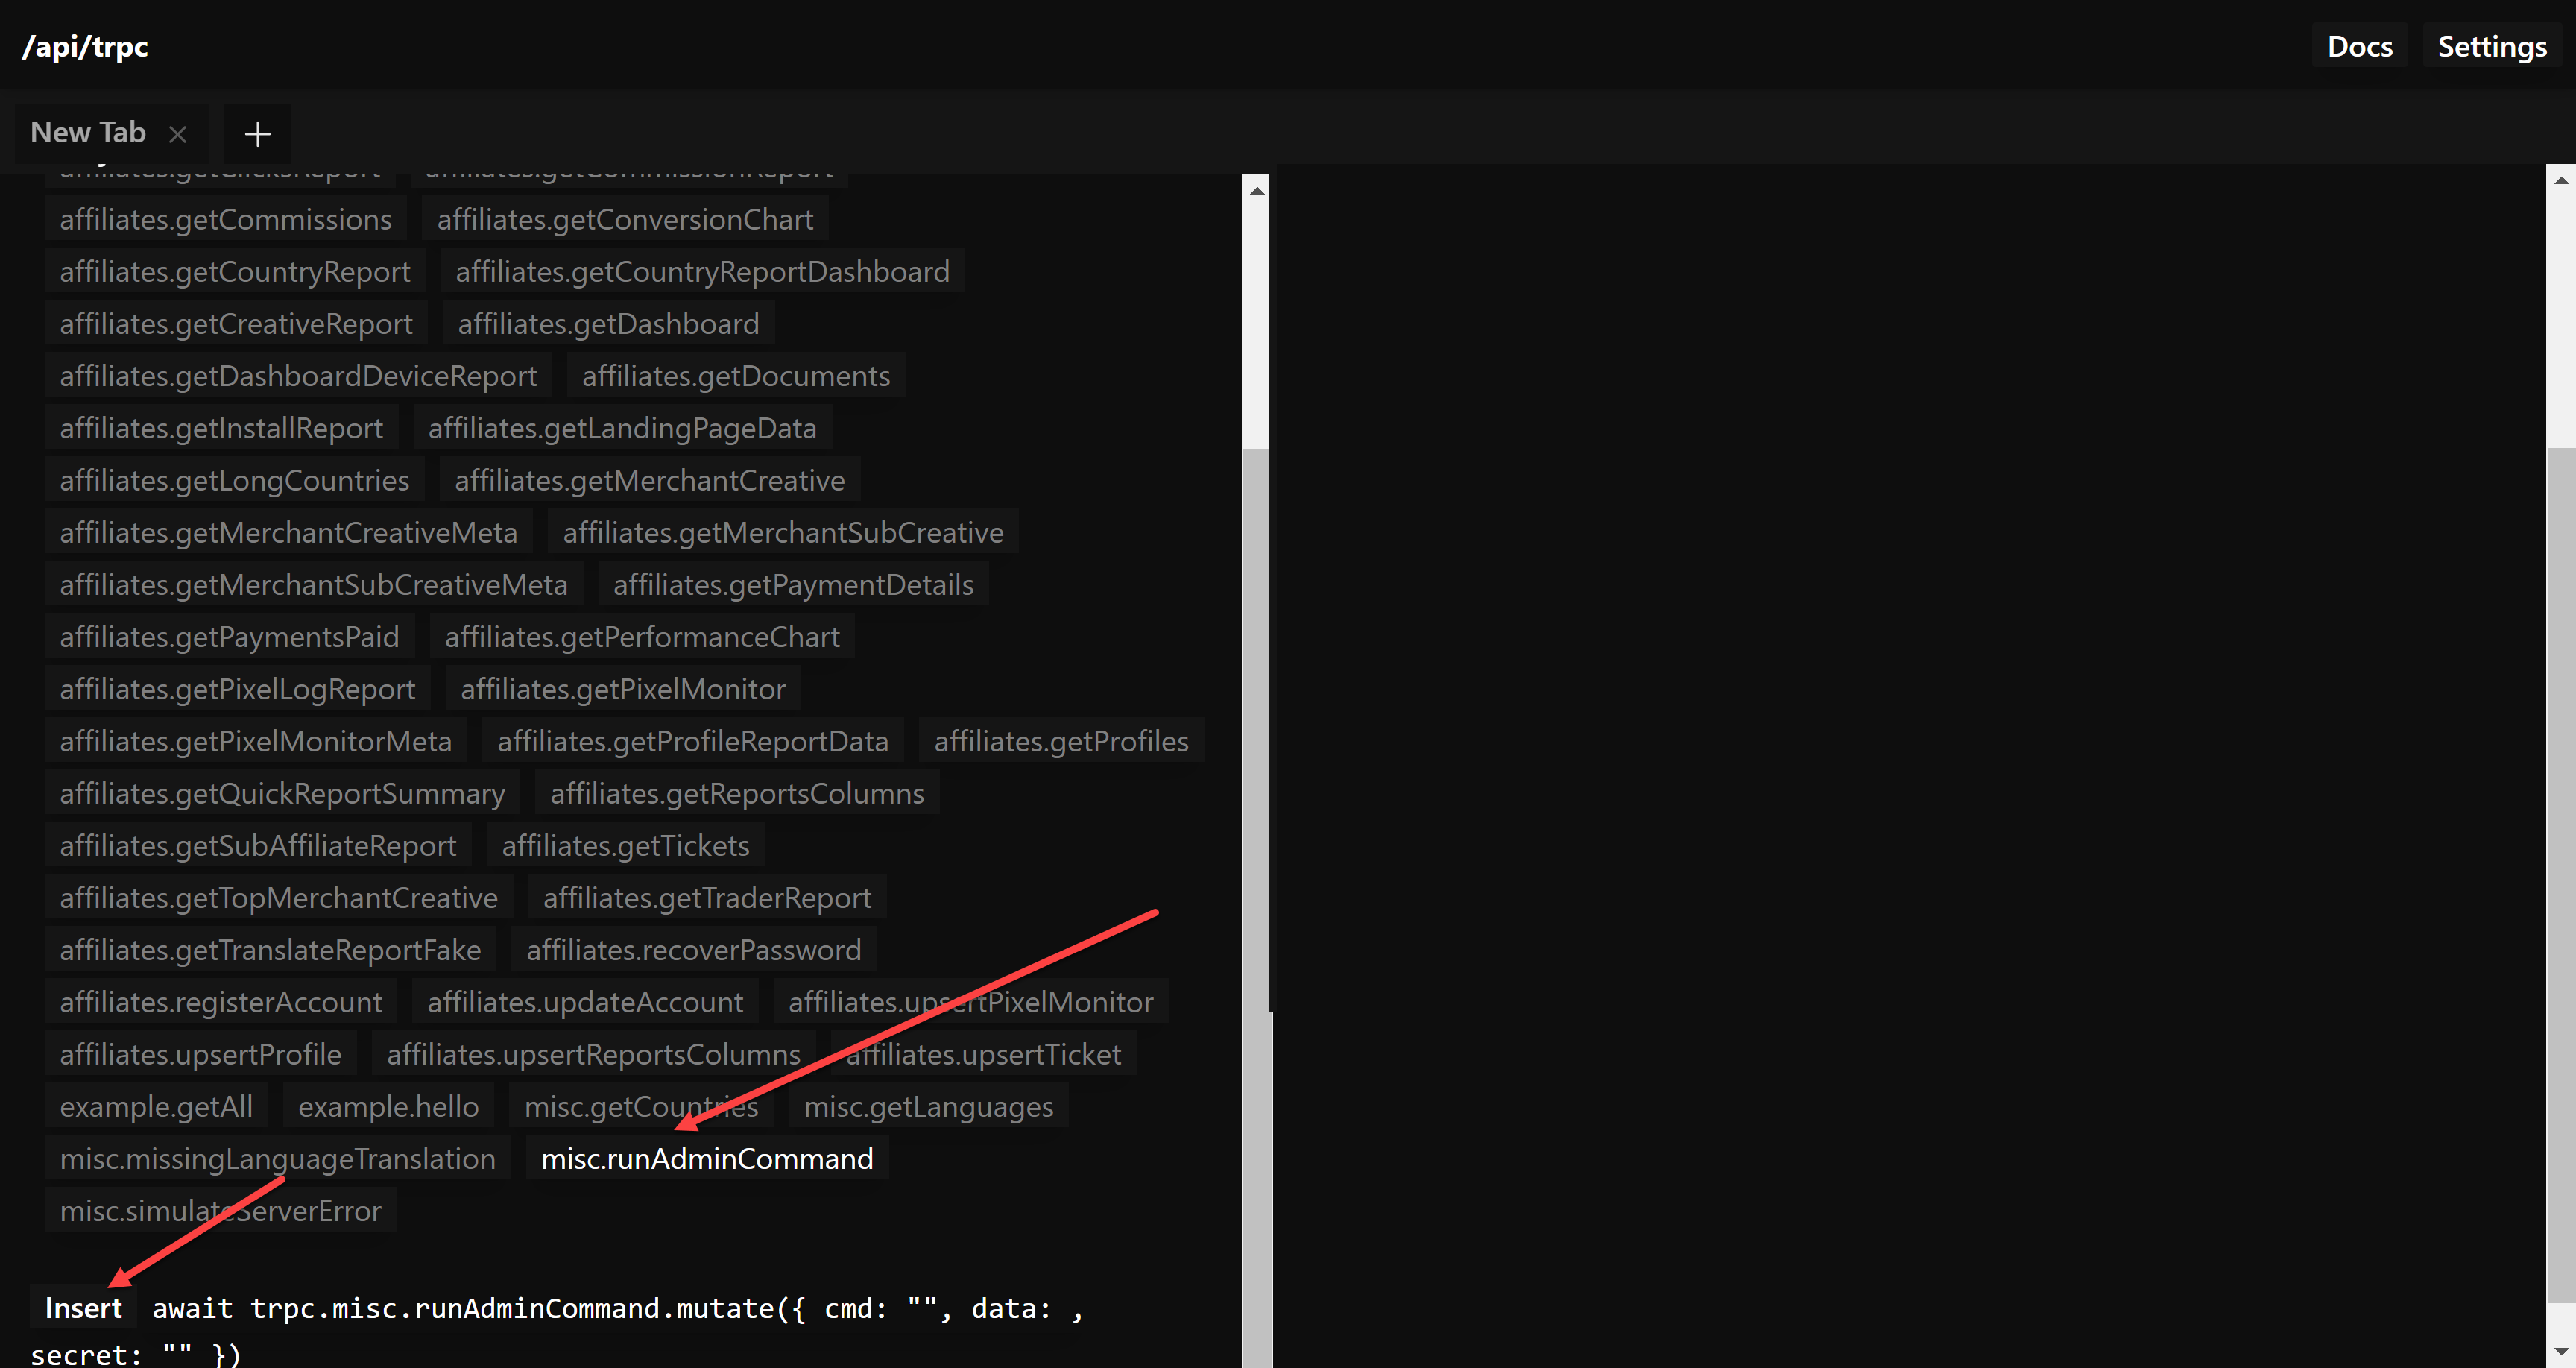 /api/trpc Docs Settings
New Tab
affiliates.getClicksReport affiliates.getCommissionReport
affiliates.getCommissions affiliates.getConversionChart
affiliates.getCountryReport affiliates.getCountryReportDashboard
affiliates.getCreativeReport affiliates.getDashboard
affiliates.getDashboardDeviceReport affiliates.getDocuments
affiliates.getInstallReport affiliates.getLandingPageData
affiliates.getLongCountries affiliates.getMerchantCreative
affiliates.getMerchantCreativeMeta affiliates.getMerchantSubCreative
affiliates.getMerchantSubCreativeMeta affiliates.getPaymentDetails
affiliates.getPaymentsPaid affiliates.getPerformanceChart
affiliates.getPixelLogReport affiliates.getPixelMonitor
affiliates.getPixelMonitorMeta affiliates.getProfileReportData affiliates.getProfiles
affiliates.getQuickReportSummary affiliates.getReportsColumns
affiliates.getSubAffiliateReport affiliates.getTickets
affiliates.getTopMerchantCreative affiliates.getTraderReport
affiliates.getTranslateReportFake affiliates.recoverPassword
affiliates.registerAccount affiliates.updateAccount affiliates.upsertPixelMonitor
affiliates.upsertProfile affiliates.upsertReportsColumns affiliates.upsertTicket
example.getAll example.hello misc.getCountries misc.getLanguages
misc.missingLanguageTranslation misc.runAdminCommand
misc.simulateServerError
Insert await trpc.misc.runAdminCommand.mutate({ cmd: "", data: ,
secret: "" })